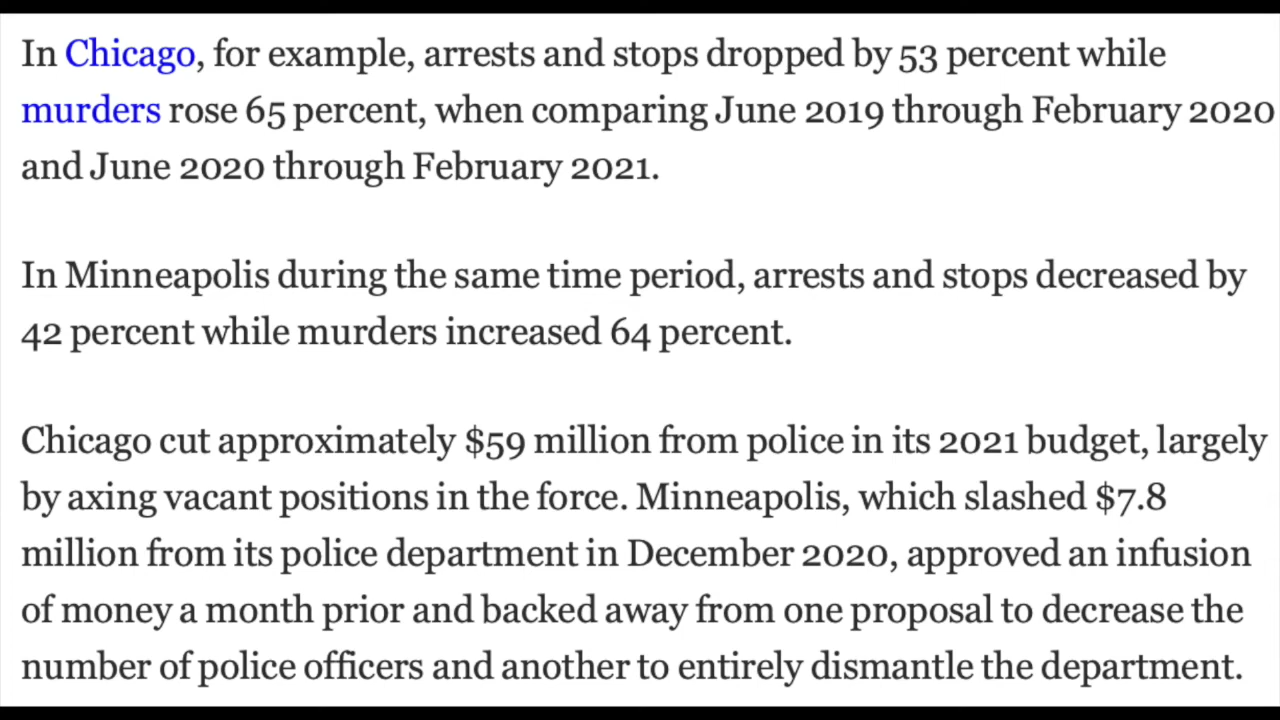 In Chicago, for example, arrests and stops dropped by 53 percent while
murders rose 65 percent, when comparing June 2019 through February 2020
and June 2020 through February 2021.
In Minneapolis during the same time period, arrests and stops decreased by
42 percent while murders increased 64 percent.
Chicago cut approximately $59 million from police in its 2021 budget, largely
by axing vacant positions in the force. Minneapolis, which slashed $7.8
million from its police department in December 2020, approved an infusion
of money a month prior and backed away from one proposal to decrease the
number of police officers and another to entirely dismantle the department.